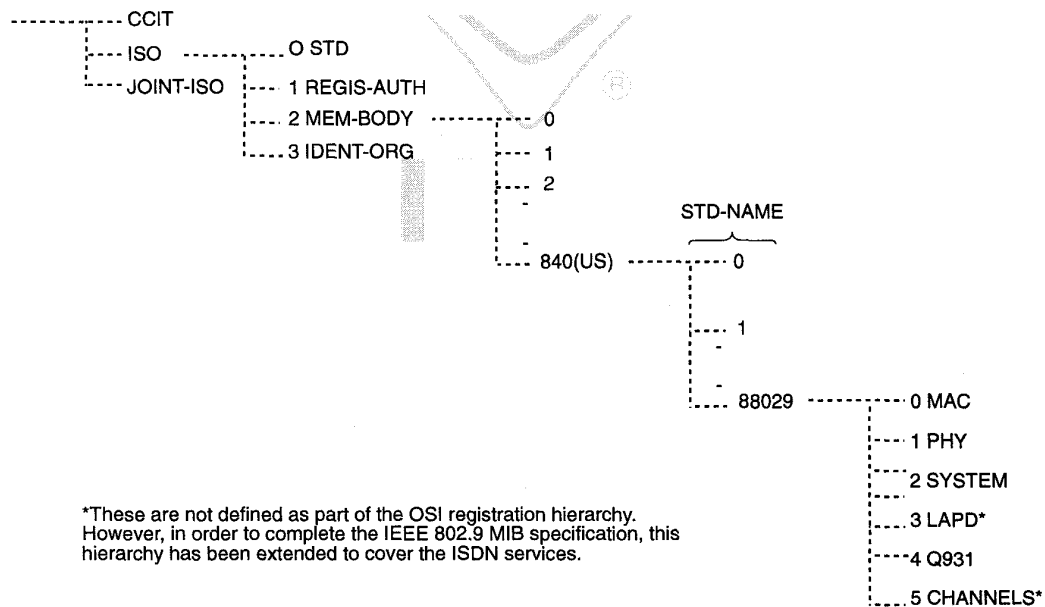 CCIT
ISO
JOINT-ISO
O STD
1 REGIS-AUTH
2 MEM-BODY
3 IDENT-ORG
0
1
2
-
-
840(US)
STD-NAME
0
1
-
-
88029
0 MAC
1 PHY
2 SYSTEM
3 LAPD*
4 Q931
5 CHANNELS*
*These are not defined as part of the OSI registration hierarchy.
However, in order to complete the IEEE 802.9 MIB specification, this
hierarchy has been extended to cover the ISDN services.
®